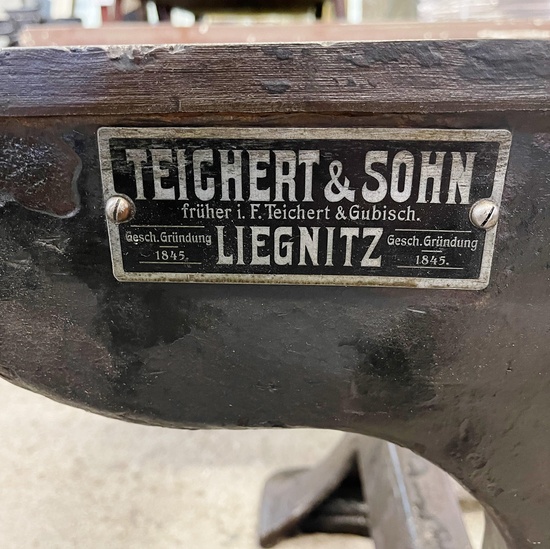 TEICHERT & SOHN
früher i. F. Teichert & Gubisch.
Gesch. Gründung
1845.
LIEGNITZ
Gesch. Gründung
1845.